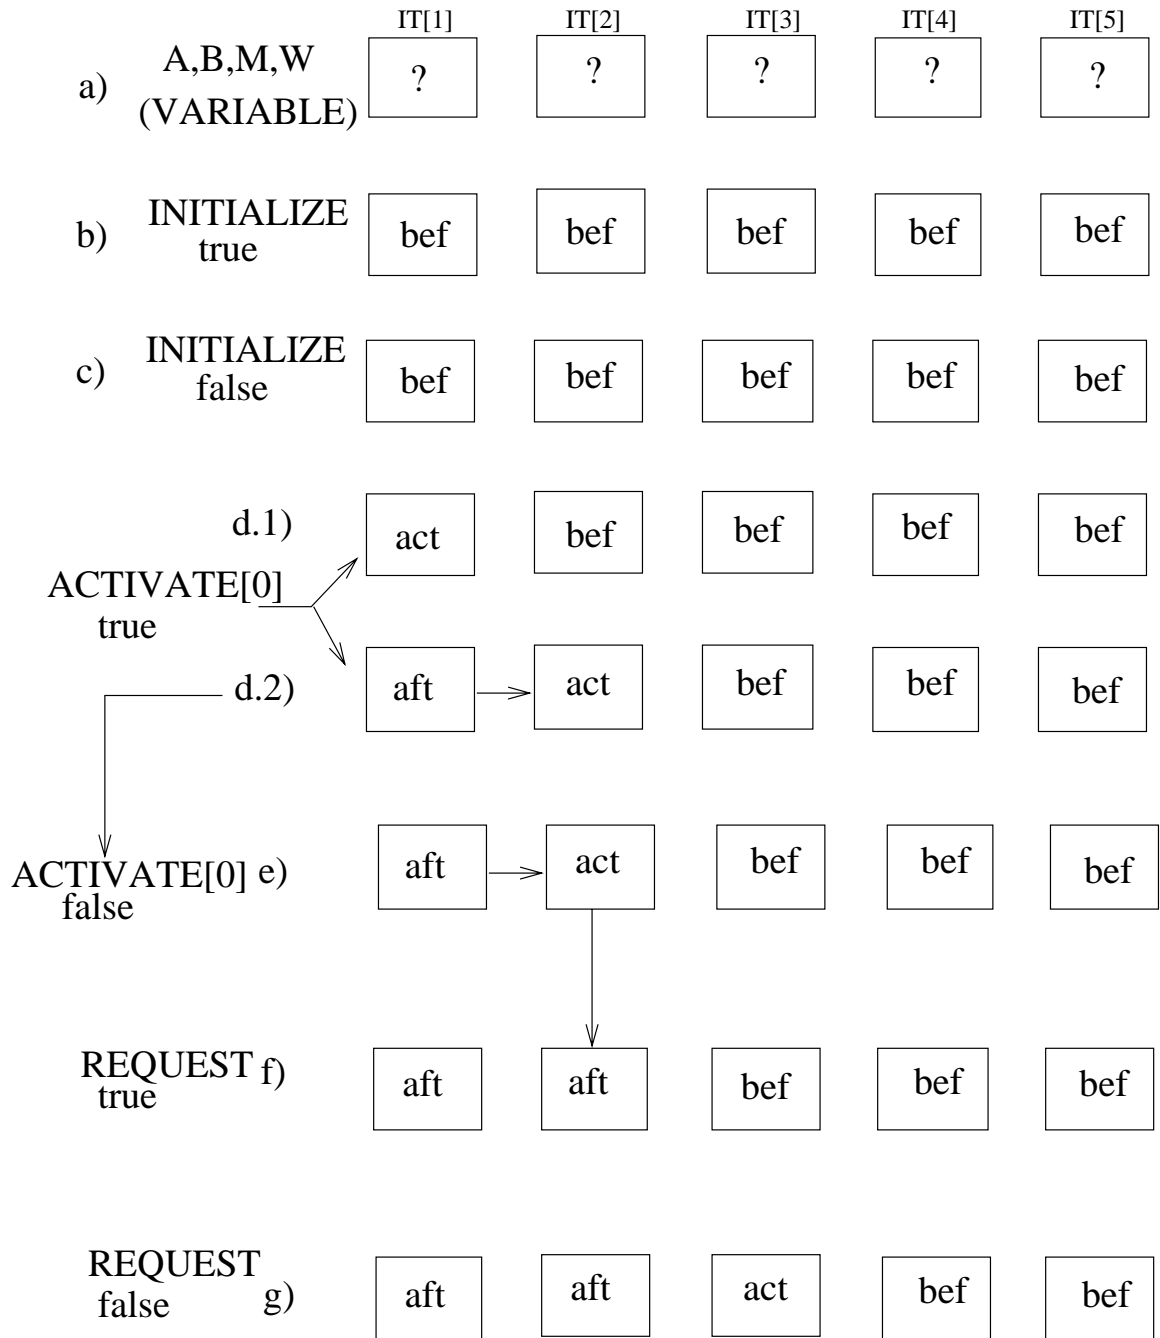 IT[1] IT[2] IT[3] IT[4] IT[5]
A,B,M,W
a) ? ? ? ? ?
(VARIABLE)
INITIALIZE
b) bef bef bef bef bef
true
INITIALIZE
c) bef bef bef bef bef
false
d.1) act bef bef bef bef
ACTIVATE[0]
true
d.2) aft act bef bef bef
ACTIVATE[0] e) aft act bef bef bef
false
REQUEST f) aft aft bef bef bef
true
REQUEST
g) aft aft act bef bef
false